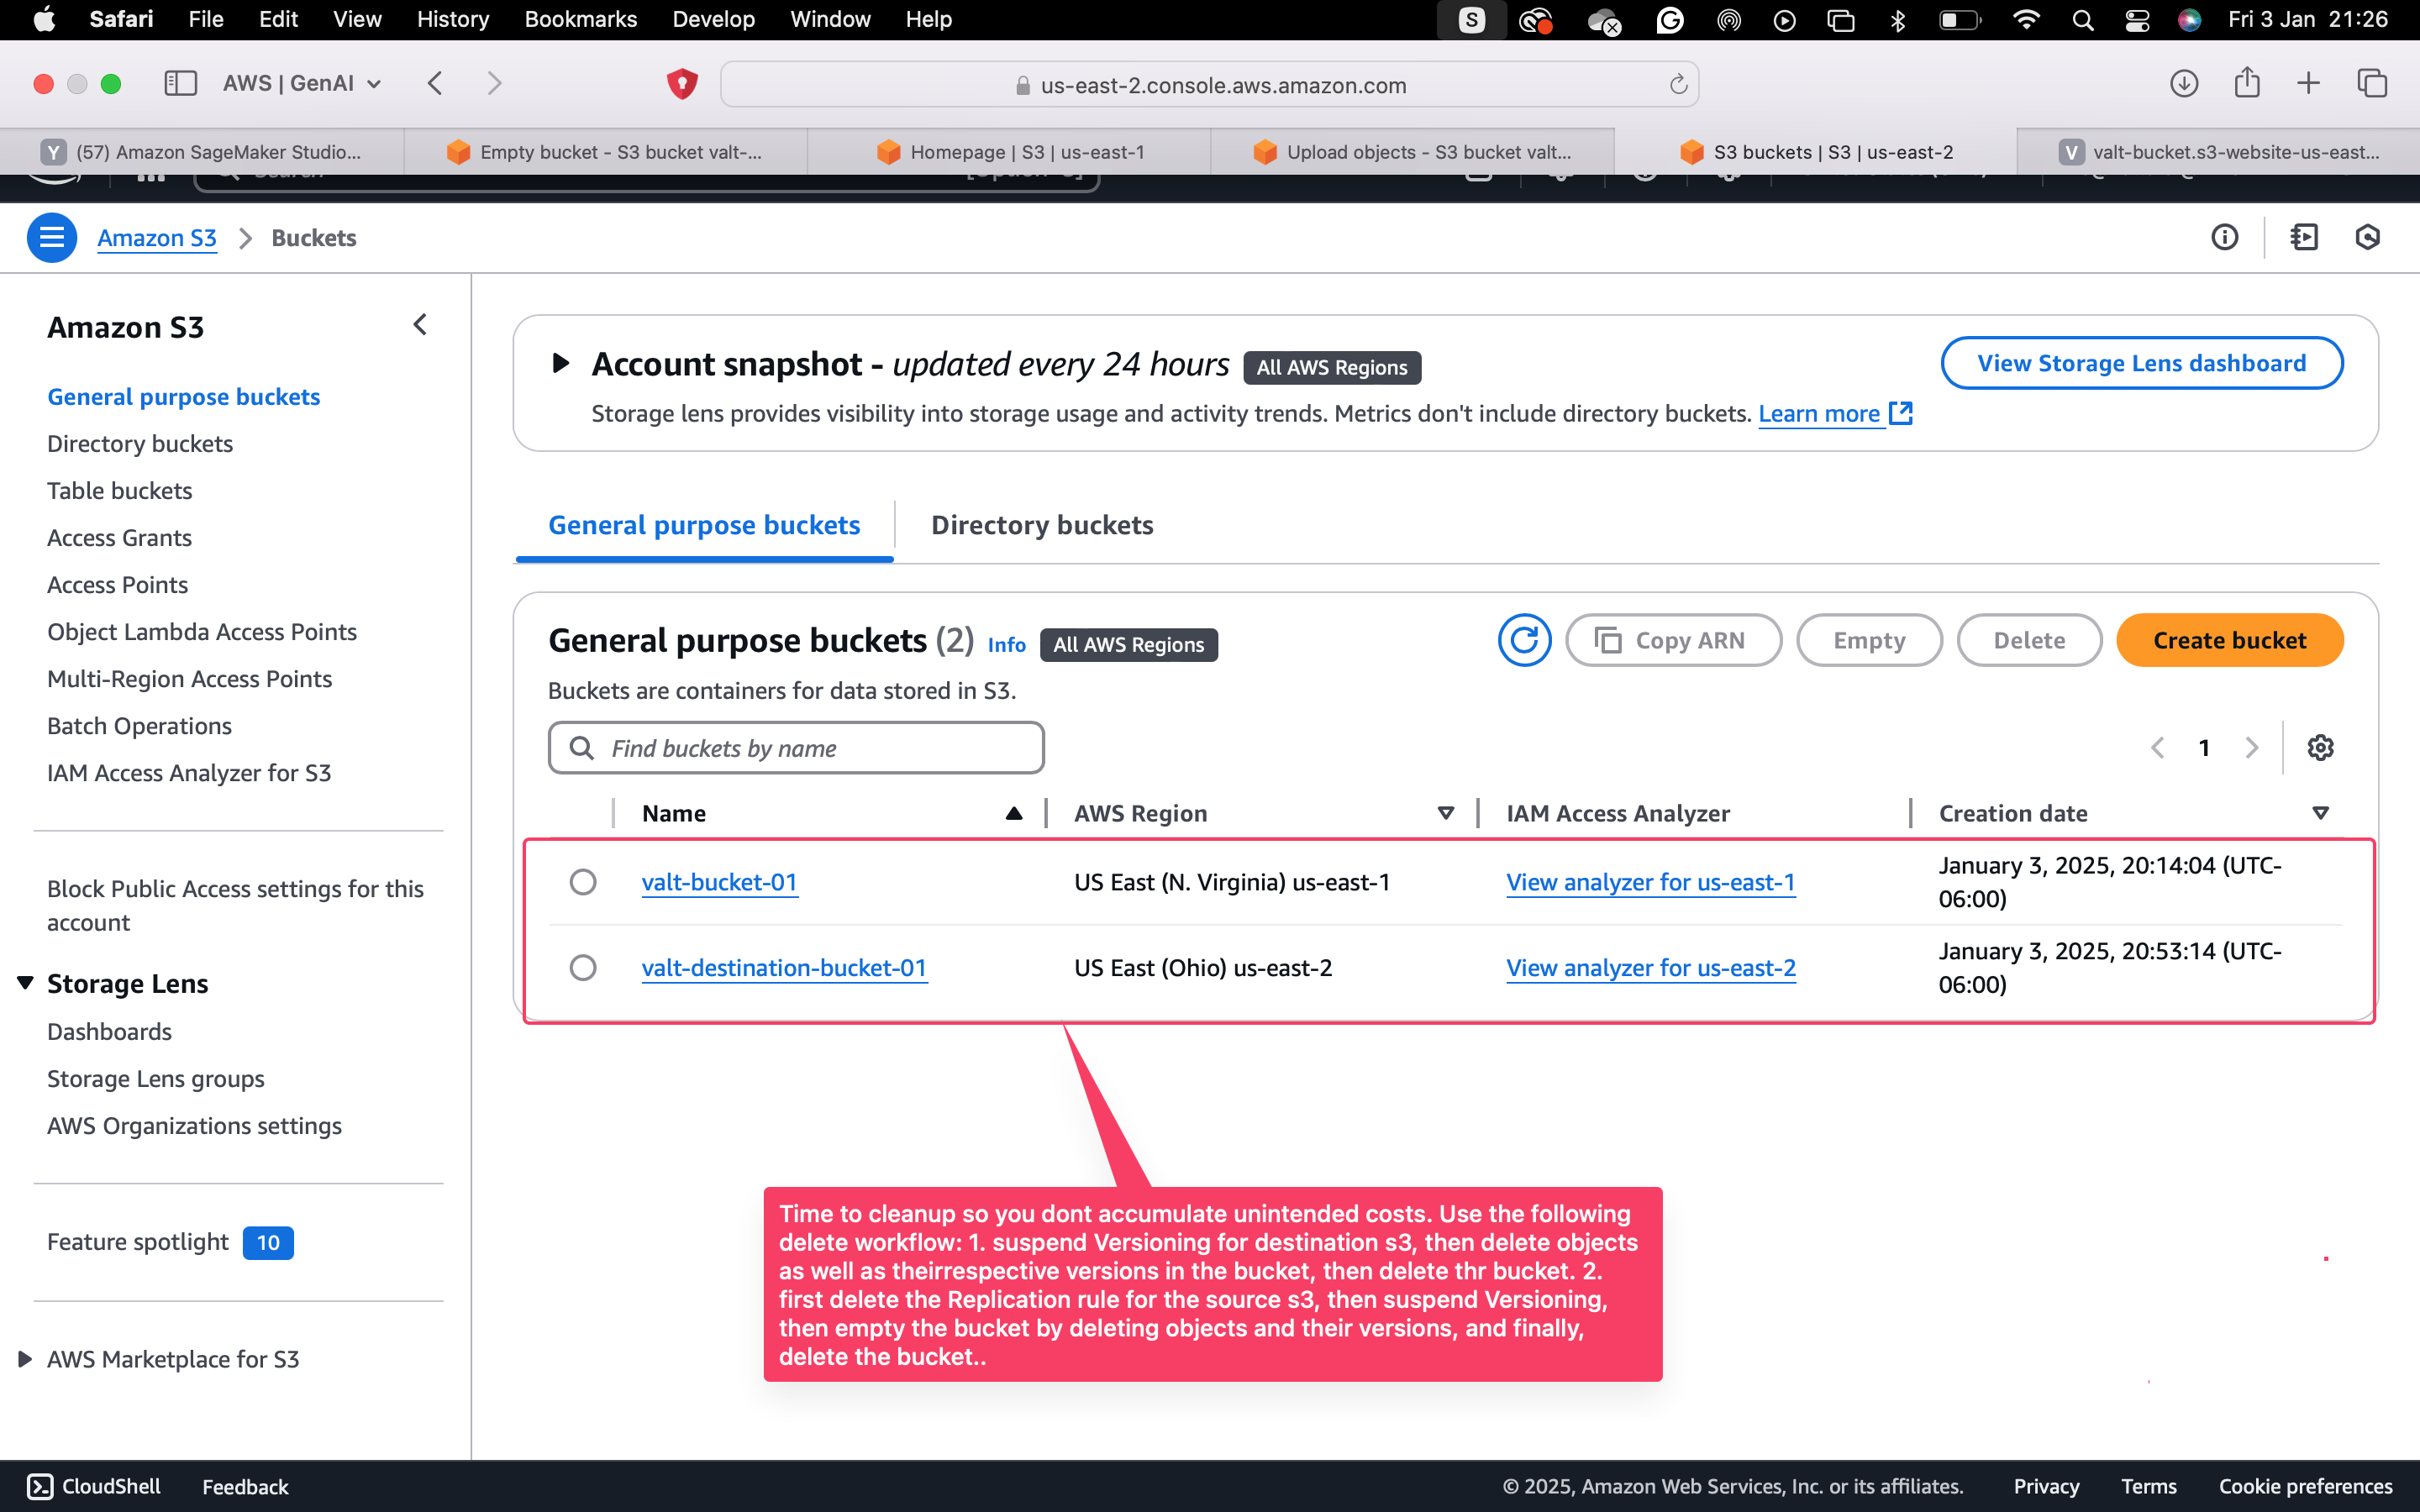 Safari File Edit View History Bookmarks Develop Window Help S Fri 3 Jan 21:26
AWS | GenAI us-east-2.console.aws.amazon.com
Y (57) Amazon SageMaker Studio... Empty bucket - S3 bucket valt-... Homepage | S3 | us-east-1 Upload objects - S3 bucket valt... S3 buckets | S3 | us-east-2 V valt-bucket.s3-website-us-east...
Amazon S3 Buckets
Amazon S3
General purpose buckets
Directory buckets
Table buckets
Access Grants
Access Points
Object Lambda Access Points
Multi-Region Access Points
Batch Operations
IAM Access Analyzer for S3
Block Public Access settings for this
account
Storage Lens
Dashboards
Storage Lens groups
AWS Organizations settings
Feature spotlight 10
AWS Marketplace for S3
Account snapshot - updated every 24 hours All AWS Regions View Storage Lens dashboard
Storage lens provides visibility into storage usage and activity trends. Metrics don't include directory buckets. Learn more
General purpose buckets Directory buckets
General purpose buckets (2) Info All AWS Regions Copy ARN Empty Delete Create bucket
Buckets are containers for data stored in S3.
Find buckets by name 1
Name AWS Region IAM Access Analyzer Creation date
valt-bucket-01 US East (N. Virginia) us-east-1 View analyzer for us-east-1 January 3, 2025, 20:14:04 (UTC-
06:00)
valt-destination-bucket-01 US East (Ohio) us-east-2 View analyzer for us-east-2 January 3, 2025, 20:53:14 (UTC-
06:00)
Time to cleanup so you dont accumulate unintended costs. Use the following
delete workflow: 1. suspend Versioning for destination s3, then delete objects
as well as theirrespective versions in the bucket, then delete thr bucket. 2.
first delete the Replication rule for the source s3, then suspend Versioning,
then empty the bucket by deleting objects and their versions, and finally,
delete the bucket..
CloudShell Feedback © 2025, Amazon Web Services, Inc. or its affiliates. Privacy Terms Cookie preferences